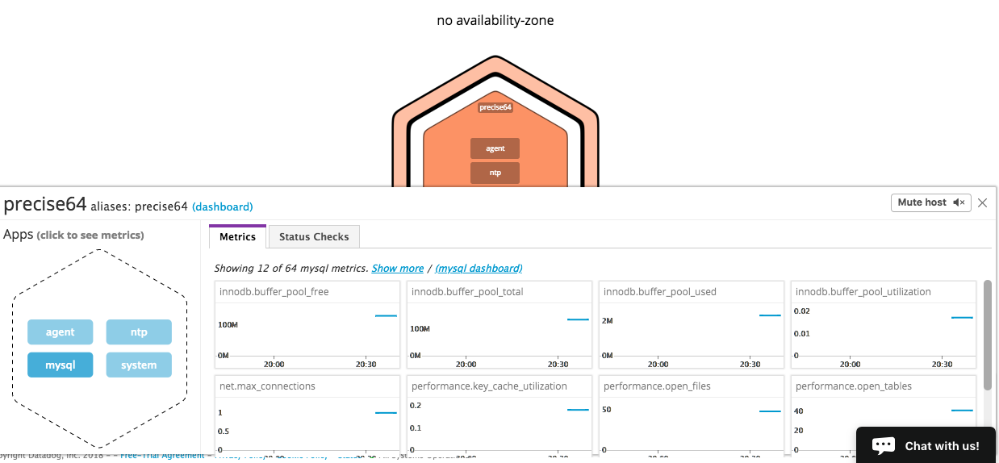 no availability-zone
precise64
agent
ntp
precise64 aliases: precise64 (dashboard)
Mute host
Apps (click to see metrics)
agent
ntp
mysql
system
Metrics
Status Checks
Showing 12 of 64 mysql metrics. Show more / (mysql dashboard)
innodb.buffer_pool_free
100M
0M
20:00 20:30
innodb.buffer_pool_total
100M
0M
20:00 20:30
innodb.buffer_pool_used
2M
0M
20:00 20:30
innodb.buffer_pool_utilization
0.02
0.01
0
20:00 20:30
net.max_connections
1
0.5
0
performance.key_cache_utilization
0.2
0.1
0
performance.open_files
50
0
performance.open_tables
40
20
0
Chat with us!
Datadog, Inc. 2018 - - Free-Trial Agreement -